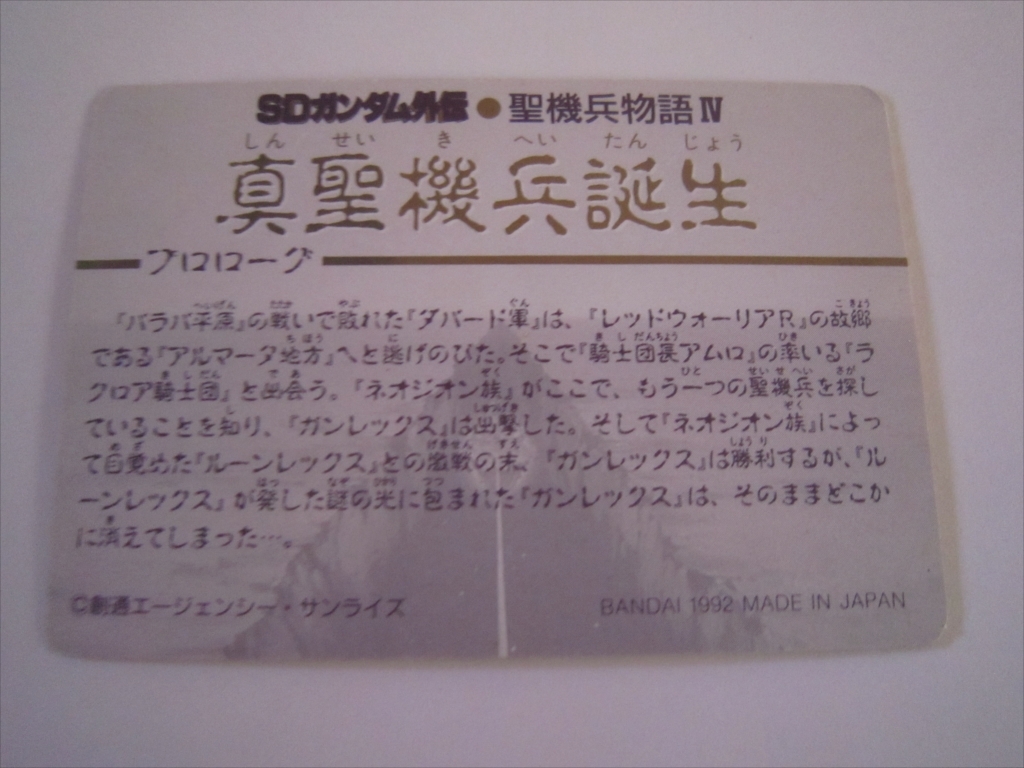 SDガンダム外伝●聖機兵物語Ⅳ
しん せい き へい たん じょう
真聖機兵誕生
プロローグ
『バラバ平原』の戦いで敗れた『ダバード軍』は、『レッドウォーリアR』の故郷
である『アルマータ地方』へと逃げのびた。そこで『騎士団長アムロ』の率いる『ラ
クロア騎士団』と出会う。『ネオジオン族』がここで、もう一つの聖機兵を探し
ていることを知り、『ガンレックス』は出撃した。そして『ネオジオン族』によっ
て目覚めた『ルーンレックス』との激戦の末、『ガンレックス』は勝利するが、『ル
ーンレックス』が発した謎の光に包まれた『ガンレックス』は、そのままどこか
に消えてしまった…。
©創通エージェンシー・サンライズ
BANDAI 1992 MADE IN JAPAN